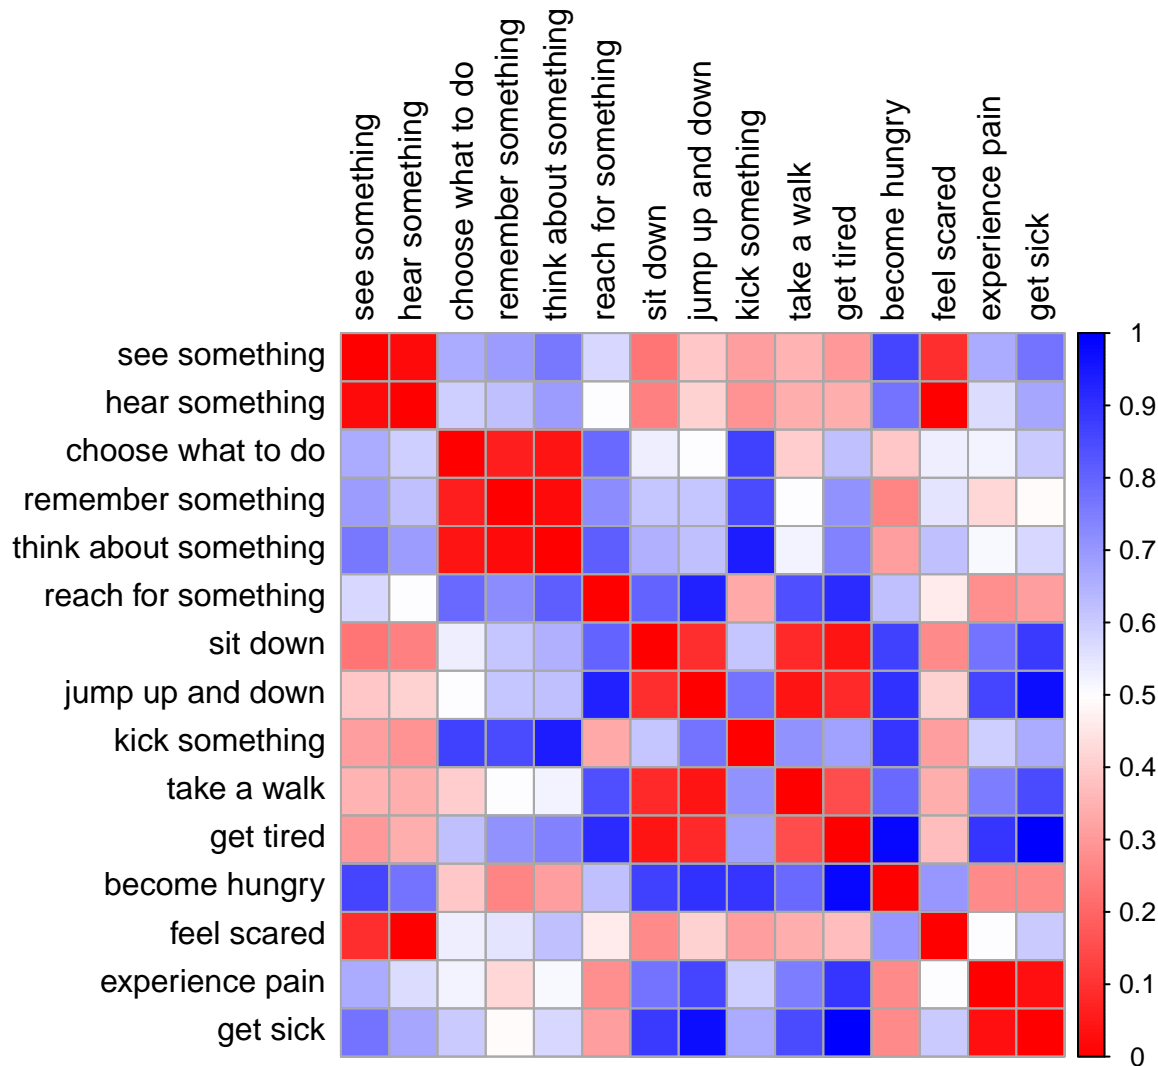 see something
hear something
choose what to do
remember something
think about something
reach for something
sit down
jump up and down
kick something
take a walk
get tired
become hungry
feel scared
experience pain
get sick
see something
hear something
choose what to do
remember something
think about something
reach for something
sit down
jump up and down
kick something
take a walk
get tired
become hungry
feel scared
experience pain
get sick
1
0.9
0.8
0.7
0.6
0.5
0.4
0.3
0.2
0.1
0